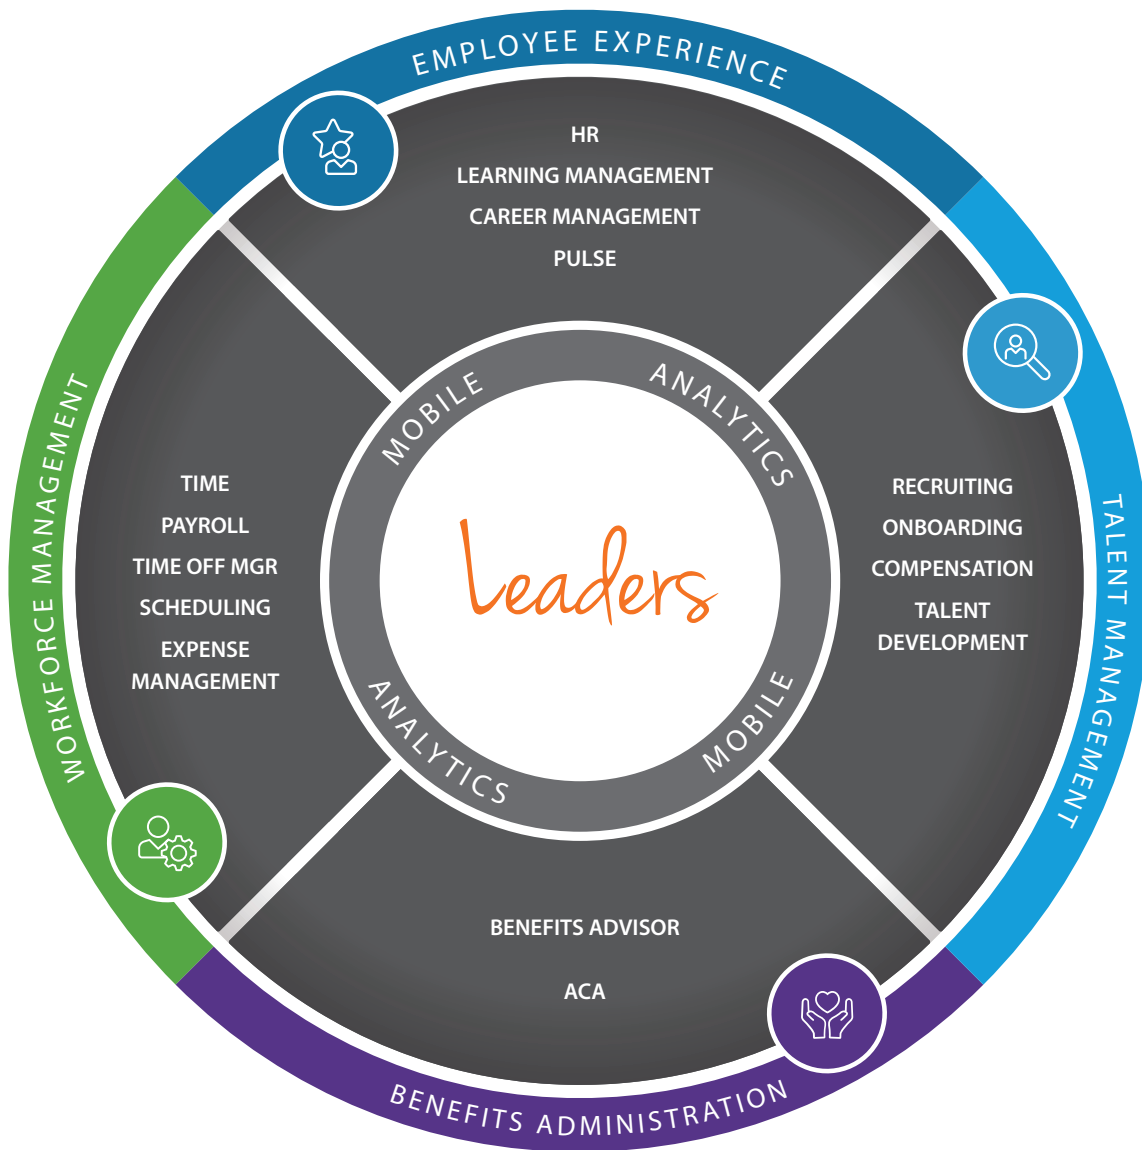 EMPLOYEE EXPERIENCE
HR
LEARNING MANAGEMENT
CAREER MANAGEMENT
PULSE
MOBILE
ANALYTICS
WORKFORCE MANAGEMENT
TIME
PAYROLL
TIME OFF MGR
SCHEDULING
EXPENSE
MANAGEMENT
Leaders
RECRUITING
ONBOARDING
COMPENSATION
TALENT
DEVELOPMENT
TALENT MANAGEMENT
ANALYTICS
MOBILE
BENEFITS ADVISOR
ACA
BENEFITS ADMINISTRATION